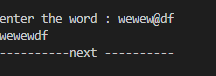 enter the word : wewew@df
wewewdf
----------next -----------